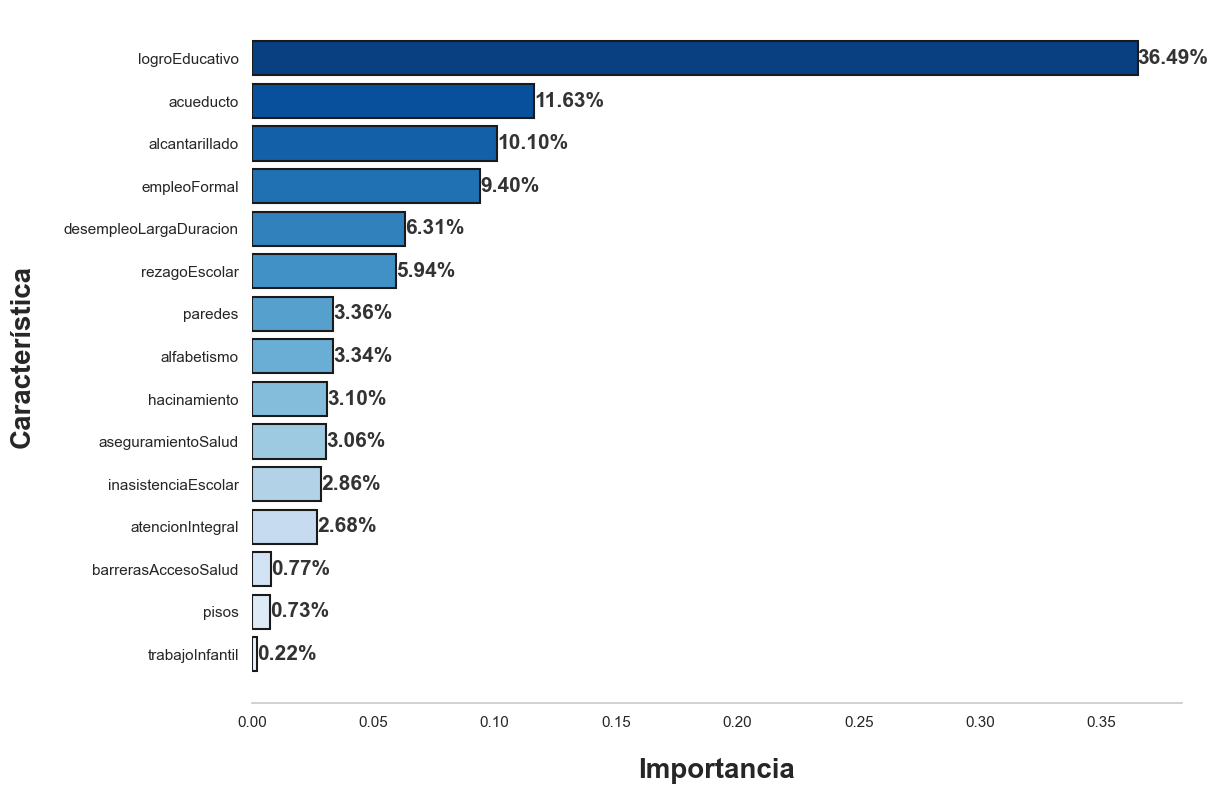 logroEducativo 36.49%
acueducto 11.63%
alcantarillado 10.10%
empleoFormal 9.40%
desempleoLargaDuracion 6.31%
rezagoEscolar 5.94%
paredes 3.36%
alfabetismo 3.34%
hacinamiento 3.10%
aseguramientoSalud 3.06%
inasistenciaEscolar 2.86%
atencionIntegral 2.68%
barrerasAccesoSalud 0.77%
pisos 0.73%
trabajoInfantil 0.22%
Característica
0.00 0.05 0.10 0.15 0.20 0.25 0.30 0.35
Importancia